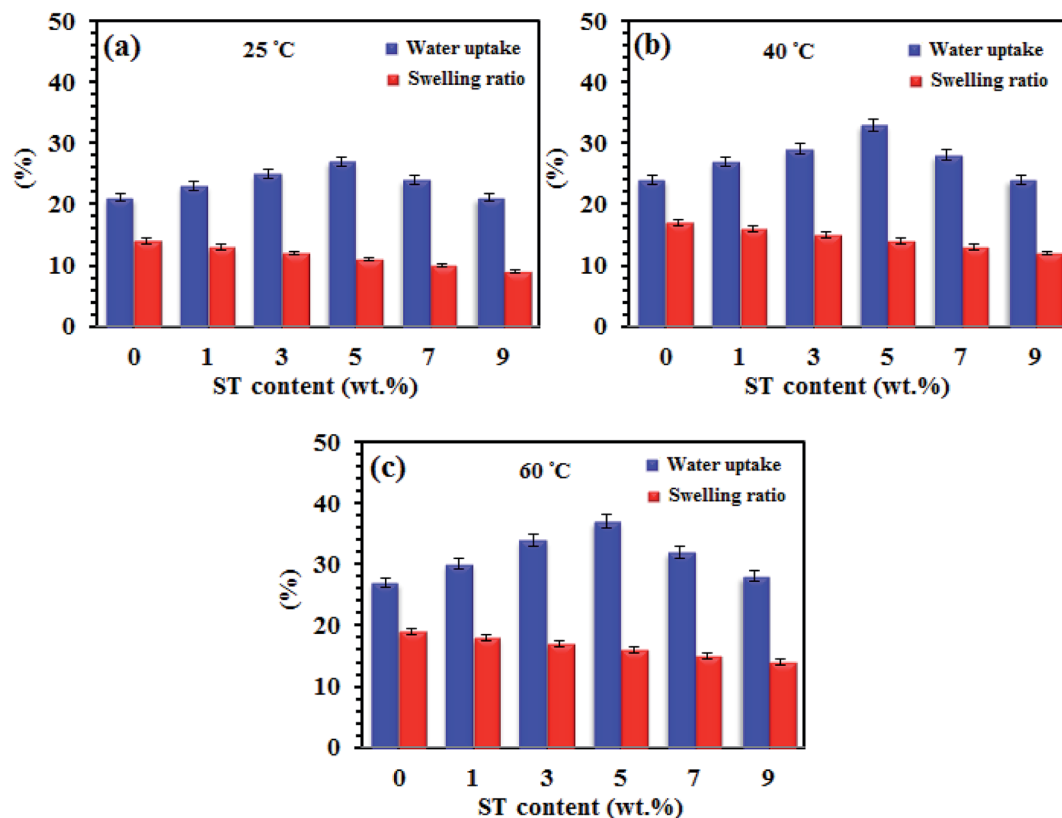 (a)
25 °C
Water uptake
Swelling ratio
50
40
30
20
10
0
(%)
0 1 3 5 7 9
ST content (wt.%)
(b)
40 °C
Water uptake
Swelling ratio
50
40
30
20
10
0
(%)
0 1 3 5 7 9
ST content (wt.%)
(c)
60 °C
Water uptake
Swelling ratio
50
40
30
20
10
0
(%)
0 1 3 5 7 9
ST content (wt.%)